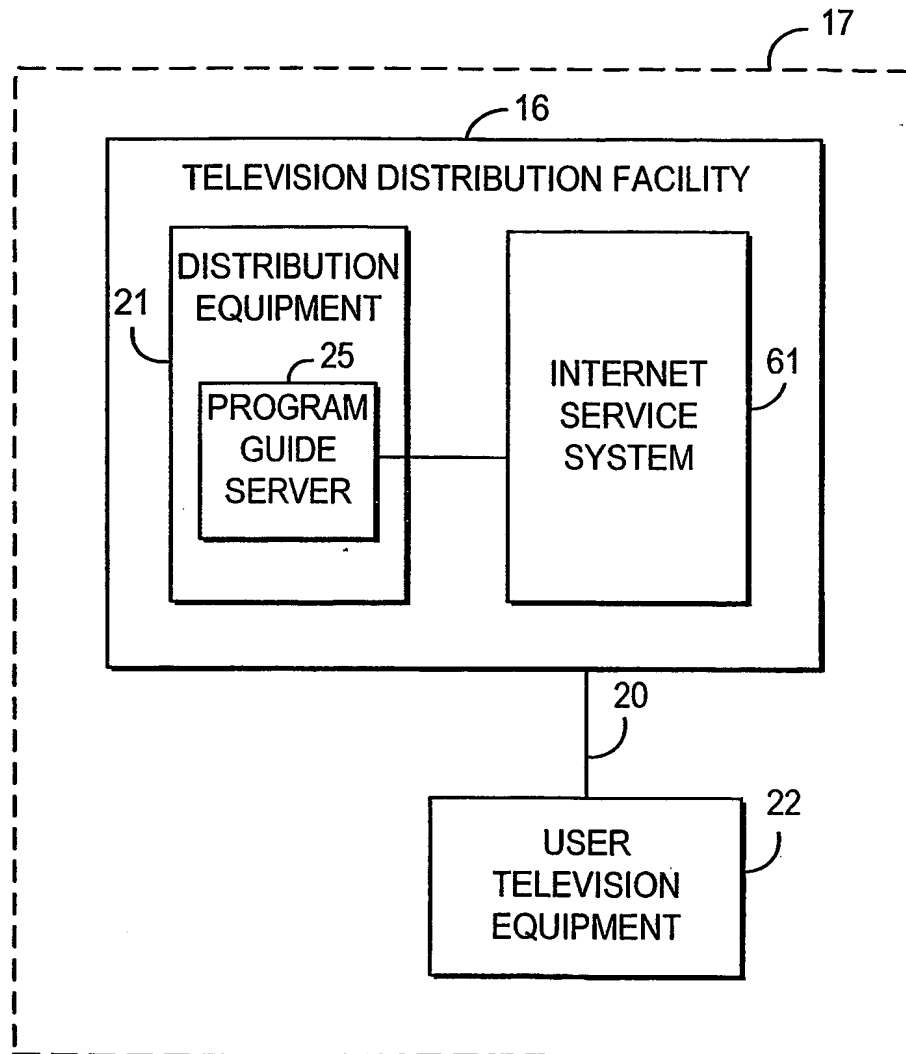 17
16
TELEVISION DISTRIBUTION FACILITY
DISTRIBUTION
EQUIPMENT
21
25
PROGRAM
GUIDE
SERVER
INTERNET
SERVICE
SYSTEM
61
20
22
USER
TELEVISION
EQUIPMENT